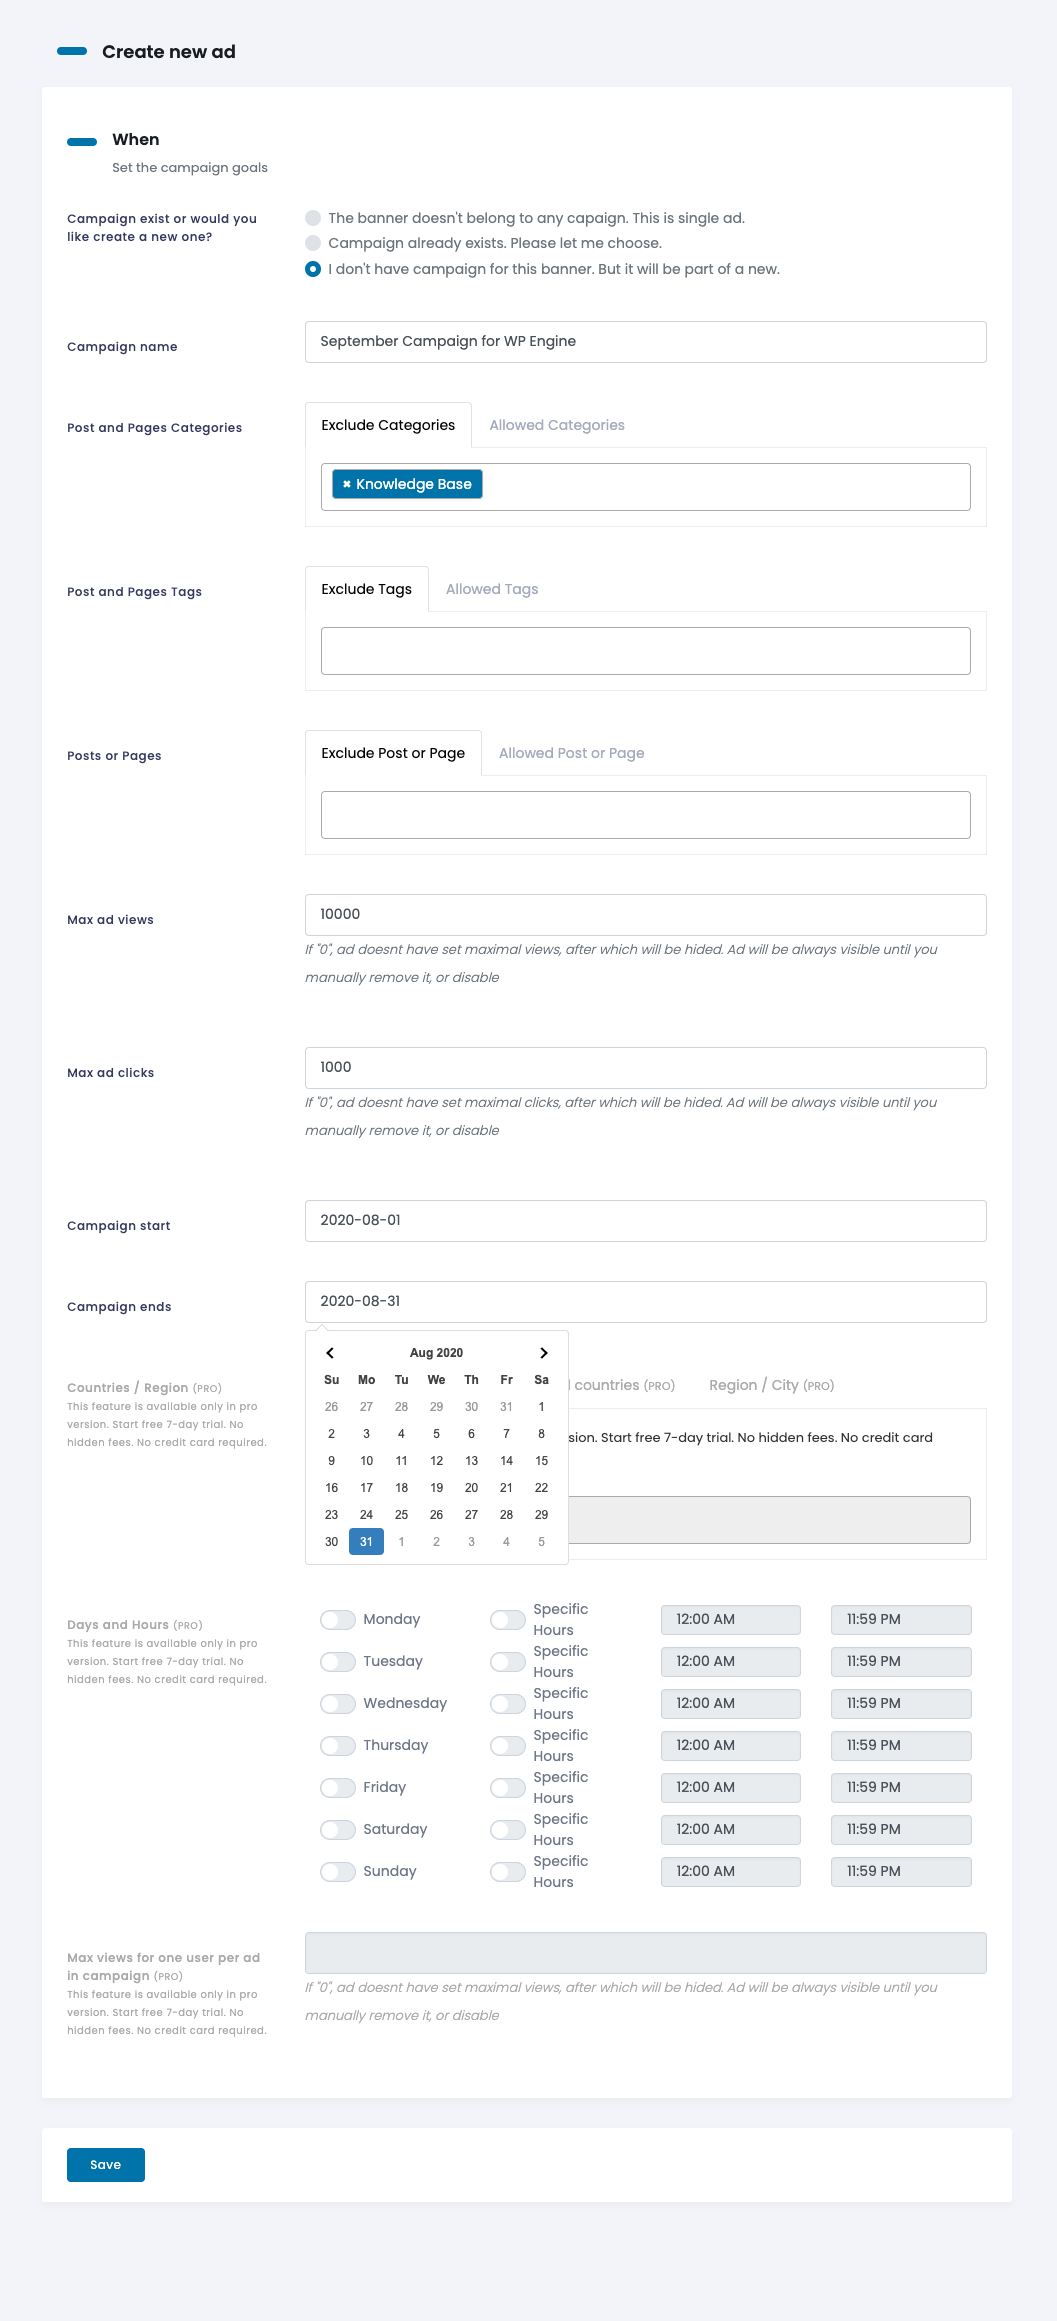 Create new ad
When
Set the campaign goals
Campaign exist or would you
like create a new one?
The banner doesn't belong to any capaign. This is single ad.
Campaign already exists. Please let me choose.
I don't have campaign for this banner. But it will be part of a new.
Campaign name
September Campaign for WP Engine
Post and Pages Categories
Exclude Categories Allowed Categories
× Knowledge Base
Post and Pages Tags
Exclude Tags Allowed Tags
Posts or Pages
Exclude Post or Page Allowed Post or Page
Max ad views
10000
If "0", ad doesnt have set maximal views, after which will be hided. Ad will be always visible until you
manually remove it, or disable
Max ad clicks
1000
If "0", ad doesnt have set maximal clicks, after which will be hided. Ad will be always visible until you
manually remove it, or disable
Campaign start
2020-08-01
Campaign ends
2020-08-31
Aug 2020
Su Mo Tu We Th Fr Sa
26 27 28 29 30 31 1
2 3 4 5 6 7 8
9 10 11 12 13 14 15
16 17 18 19 20 21 22
23 24 25 26 27 28 29
30 31 1 2 3 4 5
Countries / Region (PRO)
This feature is available only in pro
version. Start free 7-day trial. No
hidden fees. No credit card required.
countries (PRO) Region / City (PRO)
sion. Start free 7-day trial. No hidden fees. No credit card
Days and Hours (PRO)
This feature is available only in pro
version. Start free 7-day trial. No
hidden fees. No credit card required.
Monday Specific Hours 12:00 AM 11:59 PM
Tuesday Specific Hours 12:00 AM 11:59 PM
Wednesday Specific Hours 12:00 AM 11:59 PM
Thursday Specific Hours 12:00 AM 11:59 PM
Friday Specific Hours 12:00 AM 11:59 PM
Saturday Specific Hours 12:00 AM 11:59 PM
Sunday Specific Hours 12:00 AM 11:59 PM
Max views for one user per ad
in campaign (PRO)
This feature is available only in pro
version. Start free 7-day trial. No
hidden fees. No credit card required.
If "0", ad doesnt have set maximal views, after which will be hided. Ad will be always visible until you
manually remove it, or disable
Save